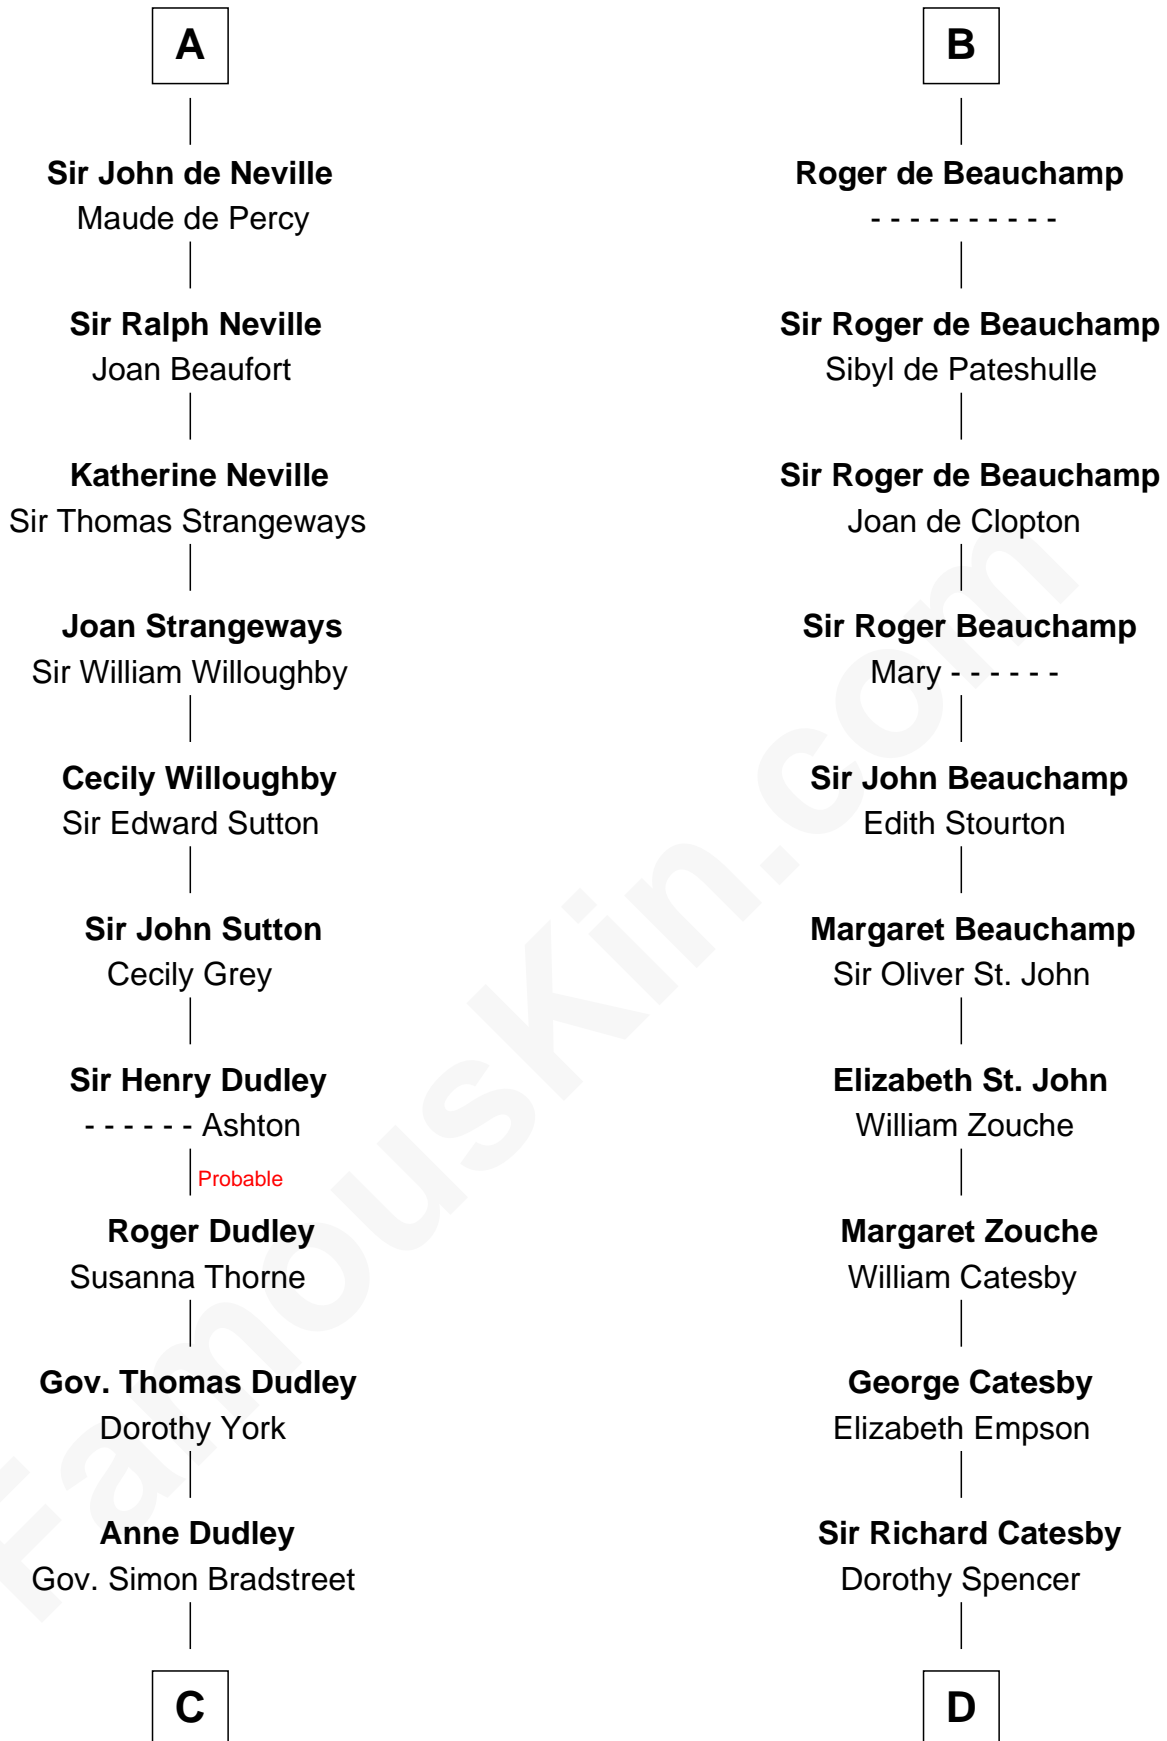 A
Sir John de Neville
Maude de Percy
Sir Ralph Neville
Joan Beaufort
Katherine Neville
Sir Thomas Strangeways
Joan Strangeways
Sir William Willoughby
Cecily Willoughby
Sir Edward Sutton
Sir John Sutton
Cecily Grey
Sir Henry Dudley
- - - - - - Ashton
Probable
Roger Dudley
Susanna Thorne
Gov. Thomas Dudley
Dorothy York
Anne Dudley
Gov. Simon Bradstreet
C
B
Roger de Beauchamp
- - - - - - - - - -
Sir Roger de Beauchamp
Sibyl de Pateshulle
Sir Roger de Beauchamp
Joan de Clopton
Sir Roger Beauchamp
Mary - - - - - -
Sir John Beauchamp
Edith Stourton
Margaret Beauchamp
Sir Oliver St. John
Elizabeth St. John
William Zouche
Margaret Zouche
William Catesby
George Catesby
Elizabeth Empson
Sir Richard Catesby
Dorothy Spencer
D
FamousKin.com